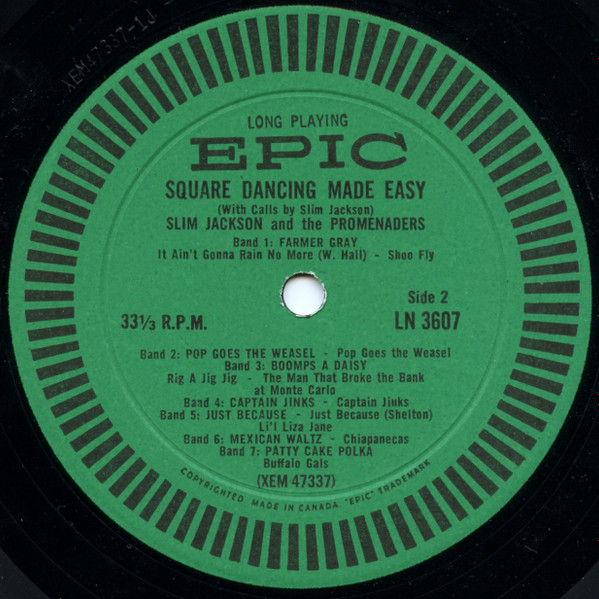 XEM47337-1J
LONG PLAYING
EPIC
SQUARE DANCING MADE EASY
(With Calls by Slim Jackson)
SLIM JACKSON and the PROMENADERS
Band 1: FARMER GRAY
It Ain't Gonna Rain No More (W. Hall) - Shoo Fly
Side 2
33⅓ R.P.M.
LN 3607
Band 2: POP GOES THE WEASEL - Pop Goes the Weasel
Band 3: BOOMPS A DAISY
Rig A Jig Jig - The Man That Broke the Bank
at Monte Carlo
Band 4: CAPTAIN JINKS - Captain Jinks
Band 5: JUST BECAUSE - Just Because (Shelton)
Li'l Liza Jane
Band 6: MEXICAN WALTZ - Chiapanecas
Band 7: PATTY CAKE POLKA
Buffalo Gals
(XEM 47337)
COPYRIGHTED. MADE IN CANADA. "EPIC" TRADEMARK